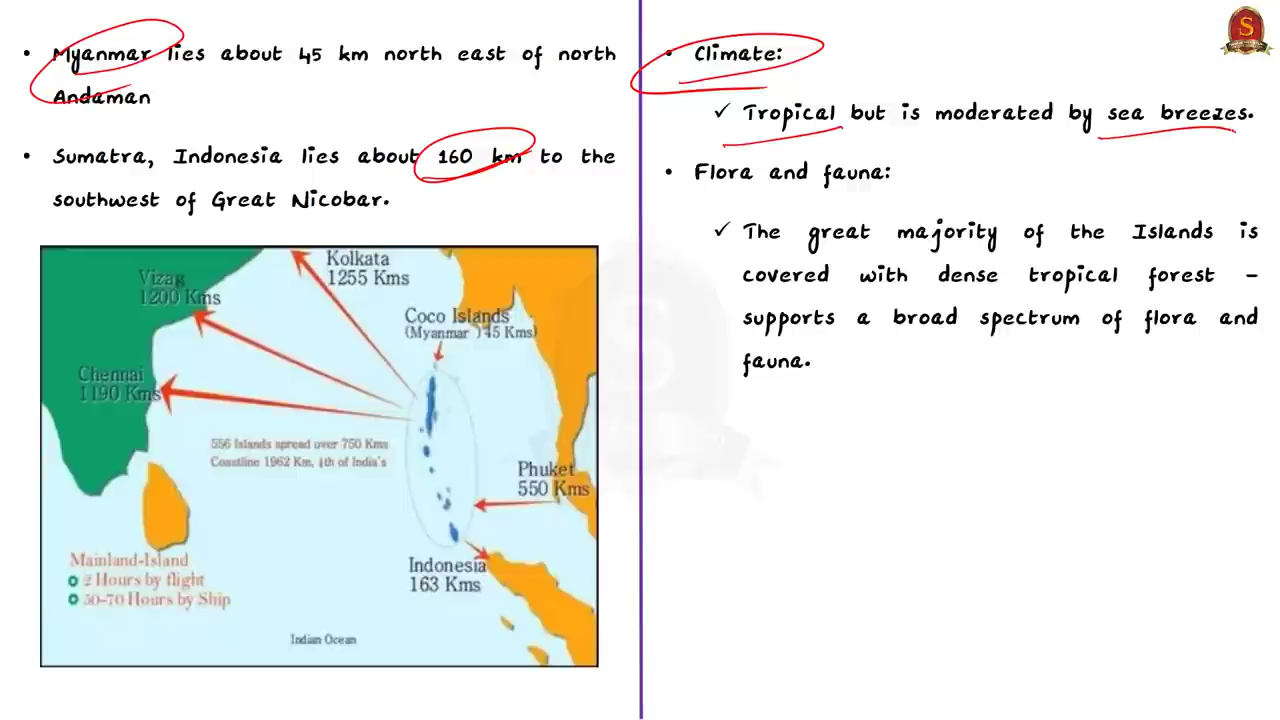 • Myanmar lies about 45 km north east of north
Andaman
• Sumatra, Indonesia lies about 160 km to the
southwest of Great Nicobar.
Kolkata
1255 Kms
Vizag
1200 Kms
Coco Islands
(Myanmar ) 45 Kms)
Chennai
1190 Kms
556 Islands spread over 750 Kms
Coastline 1962 Km, 4th of India's
Phuket
550 Kms
Indonesia
163 Kms
Mainland-Island
2 Hours by flight
50-70 Hours by Ship
Indian Ocean
• Climate:
✓ Tropical but is moderated by sea breezes.
• Flora and fauna:
✓ The great majority of the Islands is
covered with dense tropical forest –
supports a broad spectrum of flora and
fauna.
S